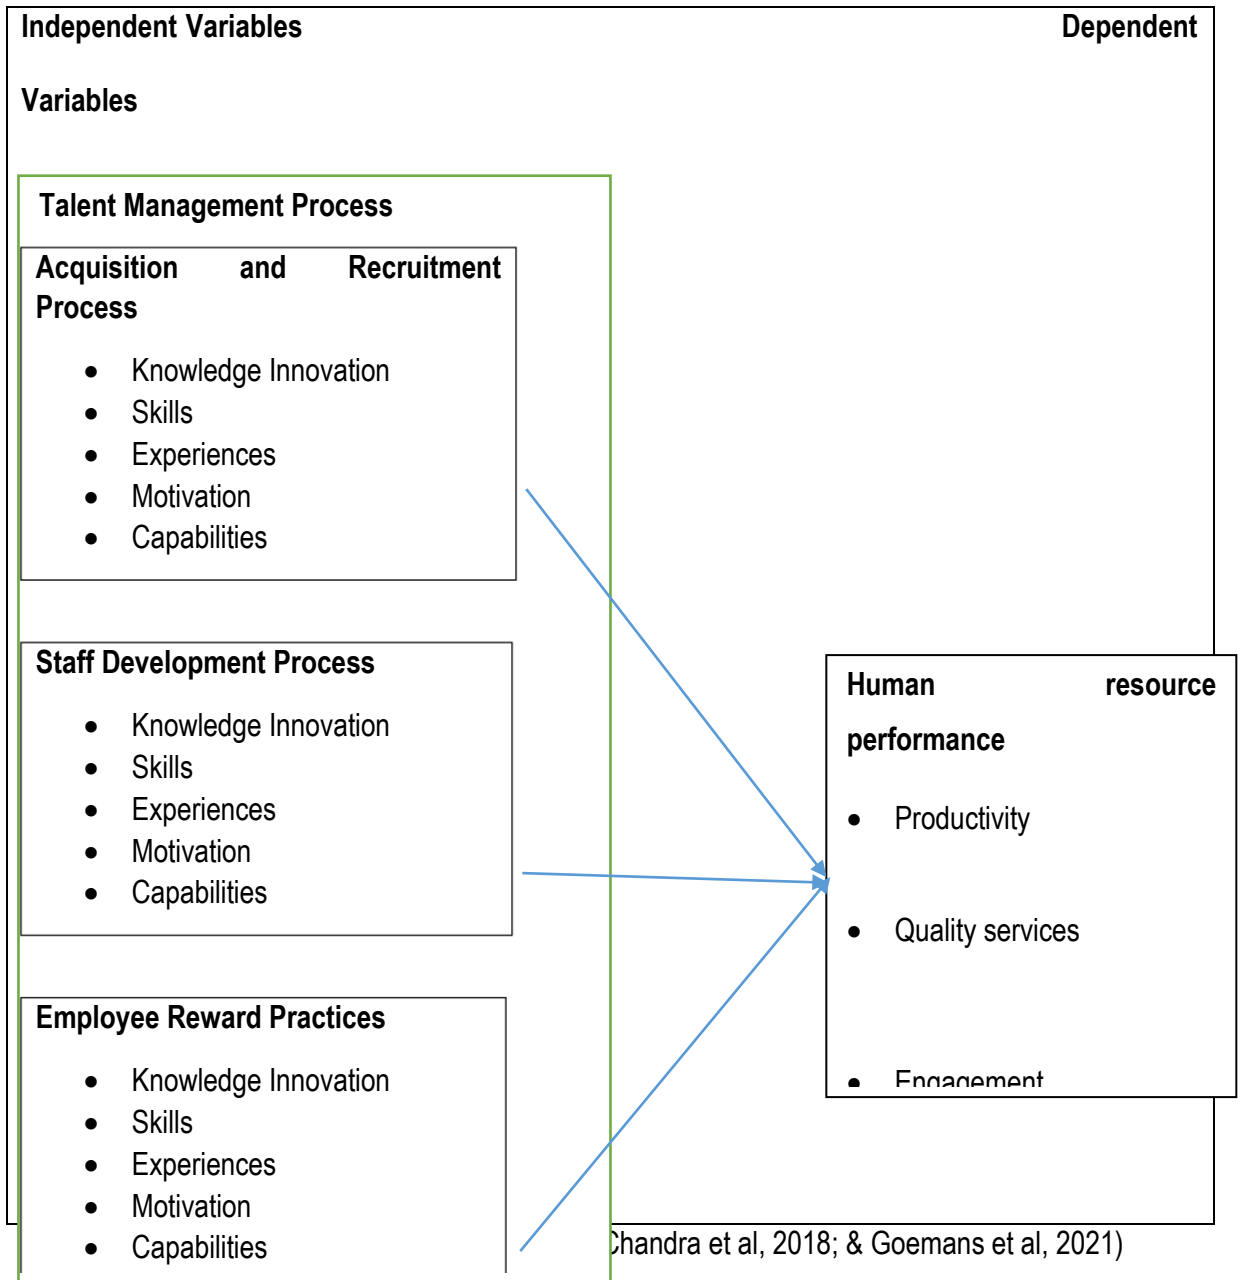 Independent Variables Dependent
Variables
Talent Management Process
Acquisition and Recruitment
Process
• Knowledge Innovation
• Skills
• Experiences
• Motivation
• Capabilities
Staff Development Process
• Knowledge Innovation
• Skills
• Experiences
• Motivation
• Capabilities
Employee Reward Practices
• Knowledge Innovation
• Skills
• Experiences
• Motivation
• Capabilities
Human resource
performance
• Productivity
• Quality services
• Engagement
Chandra et al, 2018; & Goemans et al, 2021)